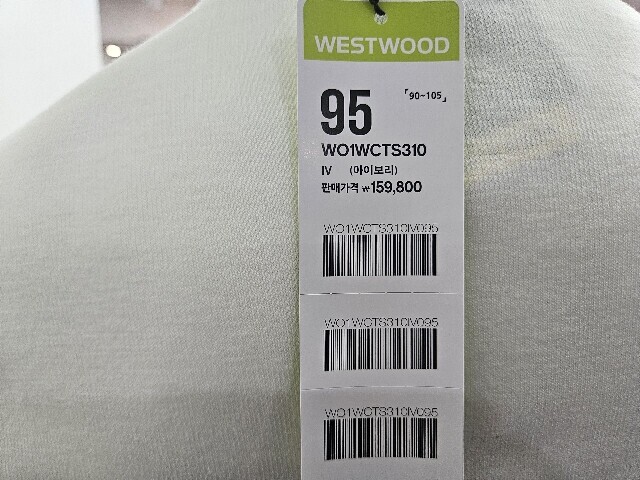 WESTWOOD
95 「90~105」
WO1WCTS310
IV (아이보리)
판매가격 ₩159,800
WO1WCTS310IV095
WO1WCTS310IV095
WO1WCTS310IV095